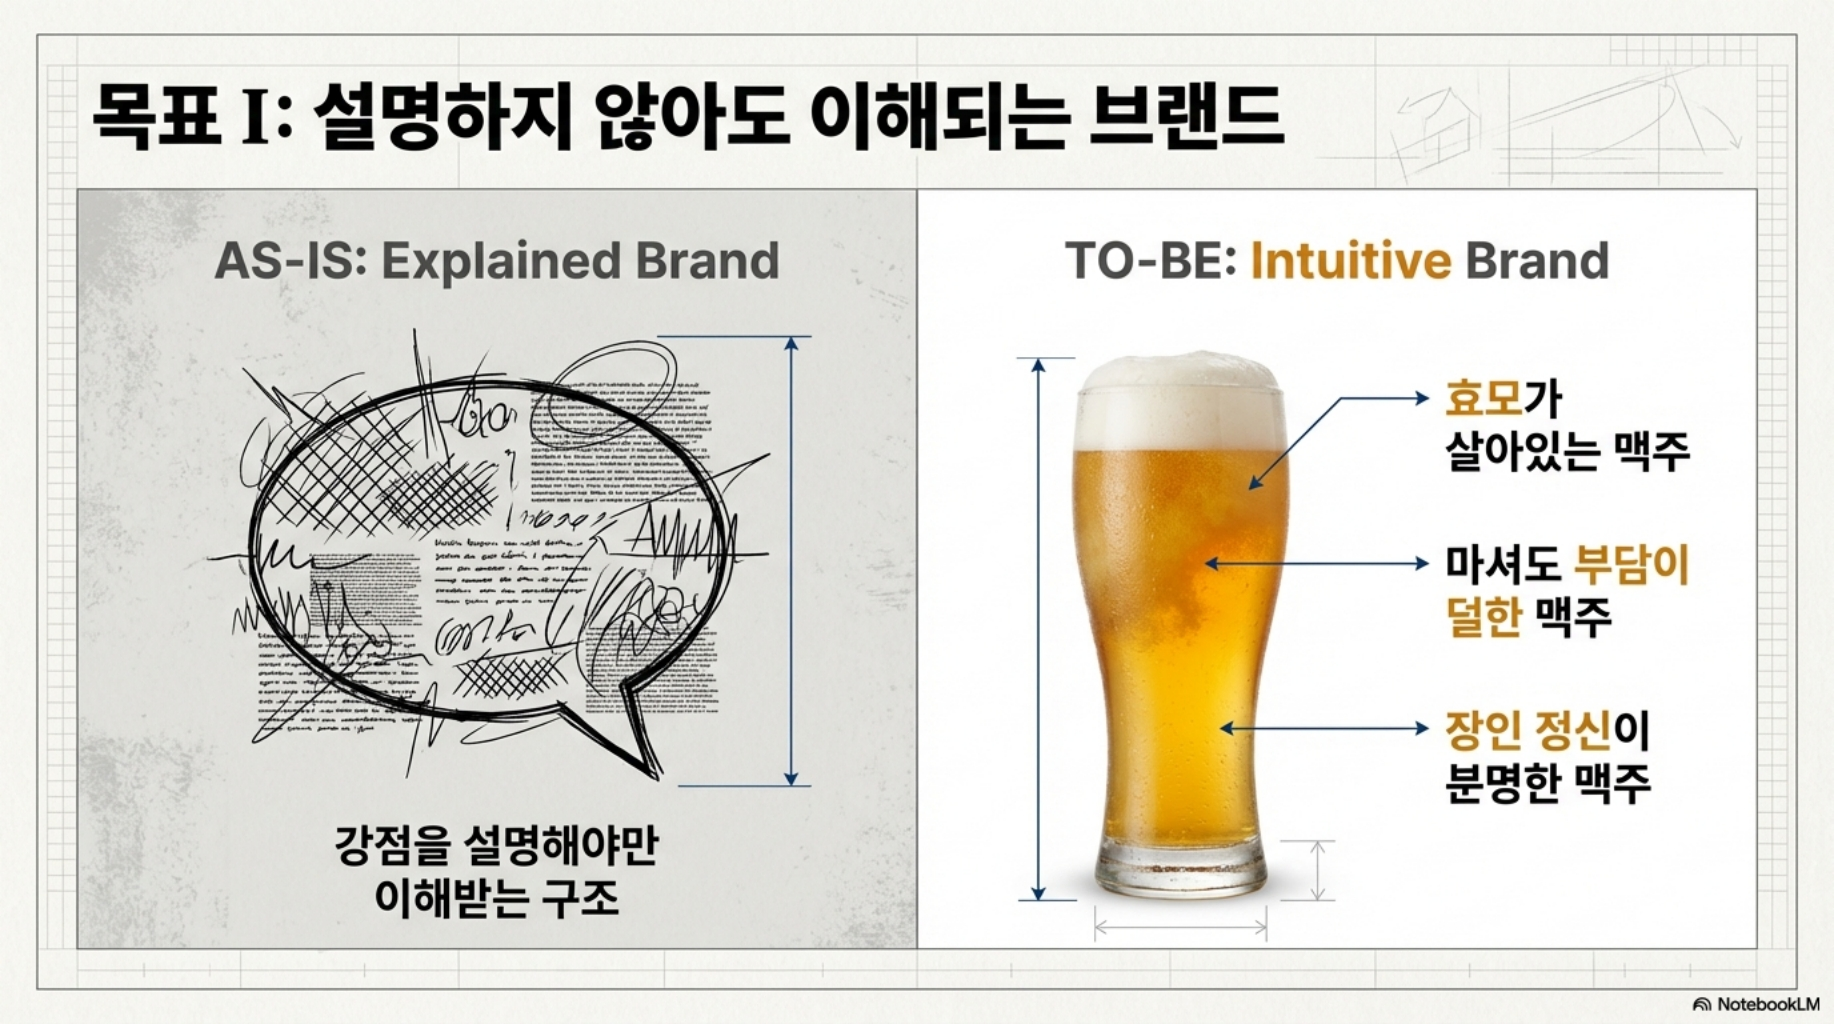 목표 I: 설명하지 않아도 이해되는 브랜드
AS-IS: Explained Brand
강점을 설명해야만
이해받는 구조
TO-BE: Intuitive Brand
효모가
살아있는 맥주
마셔도 부담이
덜한 맥주
장인 정신이
분명한 맥주
NotebookLM